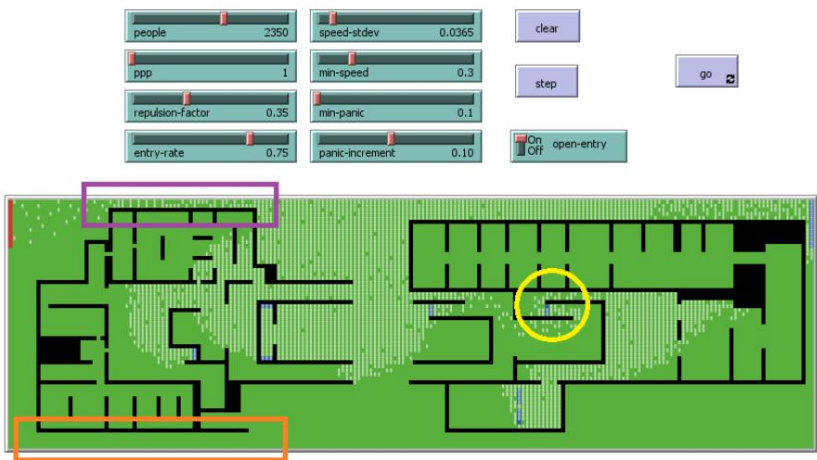 people 2350 speed-stdev 0.0365 clear
ppp 1 min-speed 0.3 step go
repulsion-factor 0.35 min-panic 0.1
entry-rate 0.75 panic-increment 0.10 On Off open-entry